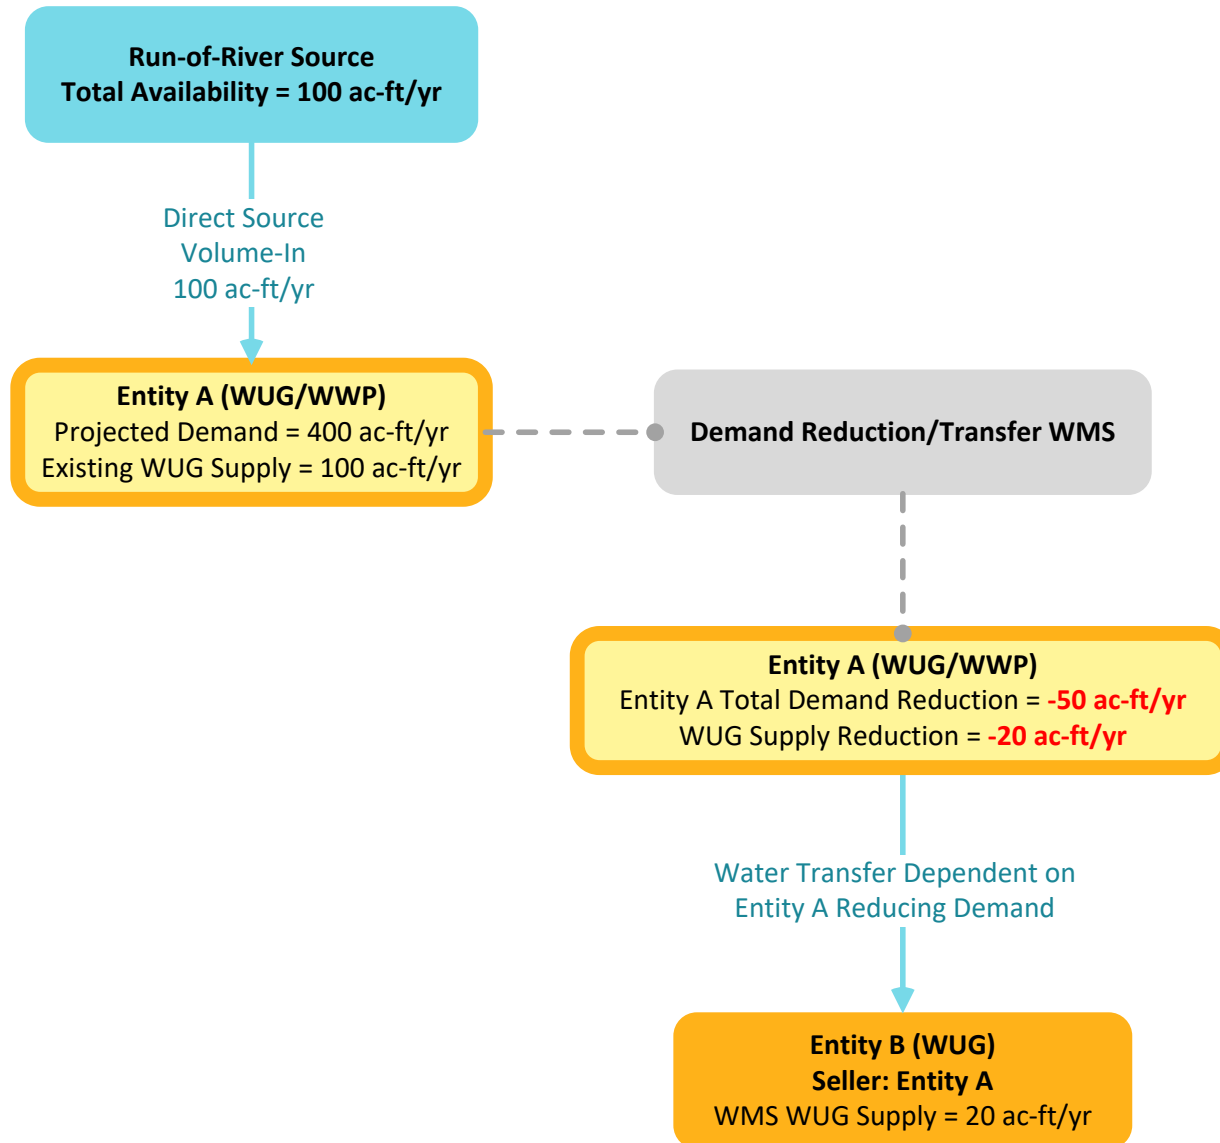 Run-of-River Source
Total Availability = 100 ac-ft/yr
Direct Source
Volume-In
100 ac-ft/yr
Entity A (WUG/WWP)
Projected Demand = 400 ac-ft/yr
Existing WUG Supply = 100 ac-ft/yr
Demand Reduction/Transfer WMS
Entity A (WUG/WWP)
Entity A Total Demand Reduction = -50 ac-ft/yr
WUG Supply Reduction = -20 ac-ft/yr
Water Transfer Dependent on
Entity A Reducing Demand
Entity B (WUG)
Seller: Entity A
WMS WUG Supply = 20 ac-ft/yr